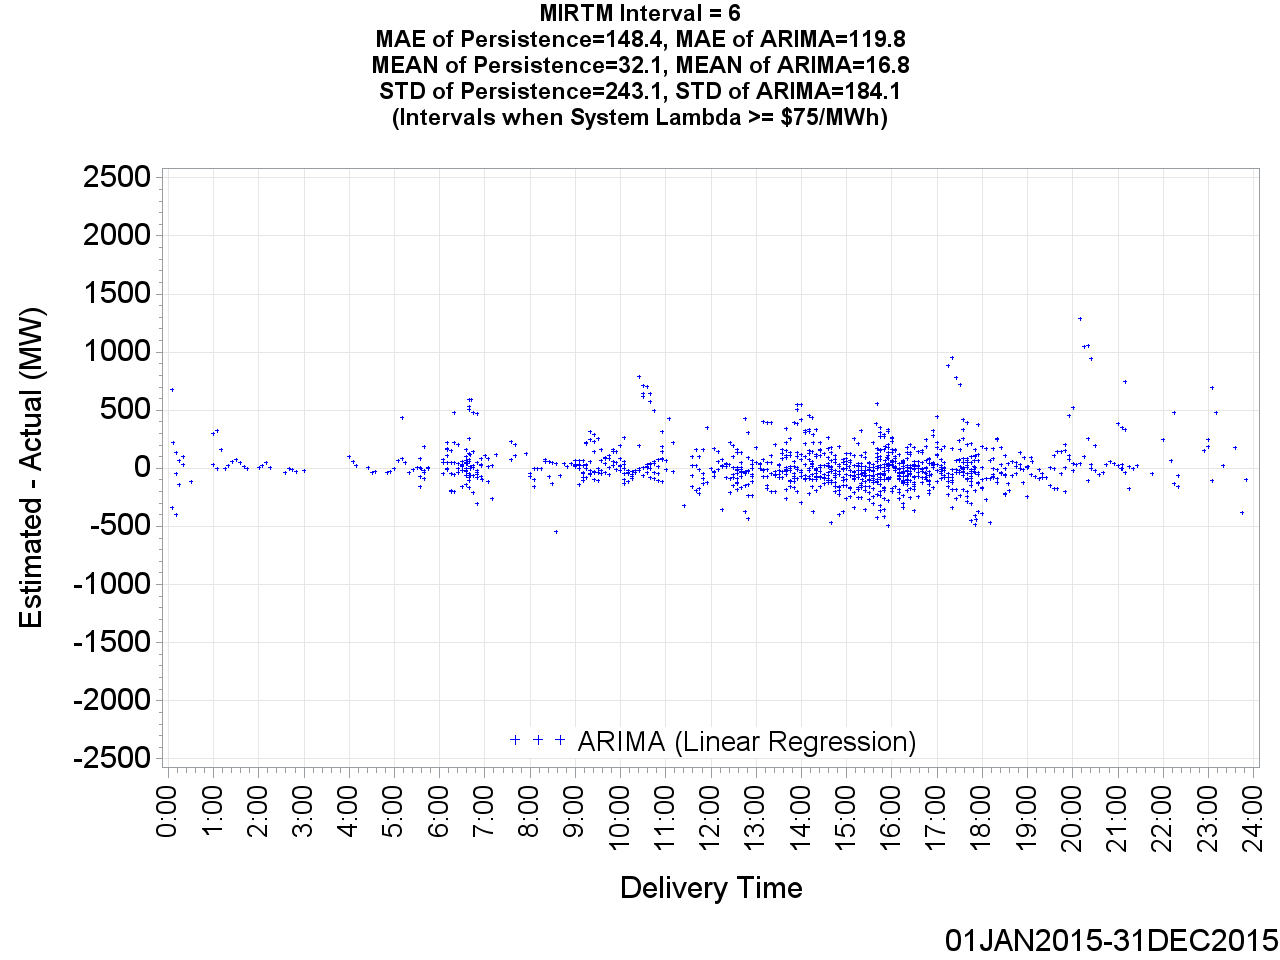 MIRTM Interval = 6
MAE of Persistence=148.4, MAE of ARIMA=119.8
MEAN of Persistence=32.1, MEAN of ARIMA=16.8
STD of Persistence=243.1, STD of ARIMA=184.1
(Intervals when System Lambda >= $75/MWh)
Estimated - Actual (MW)
2500
2000
1500
1000
500
0
-500
-1000
-1500
-2000
-2500
ARIMA (Linear Regression)
0:00 1:00 2:00 3:00 4:00 5:00 6:00 7:00 8:00 9:00 10:00 11:00 12:00 13:00 14:00 15:00 16:00 17:00 18:00 19:00 20:00 21:00 22:00 23:00 24:00
Delivery Time
01JAN2015-31DEC2015